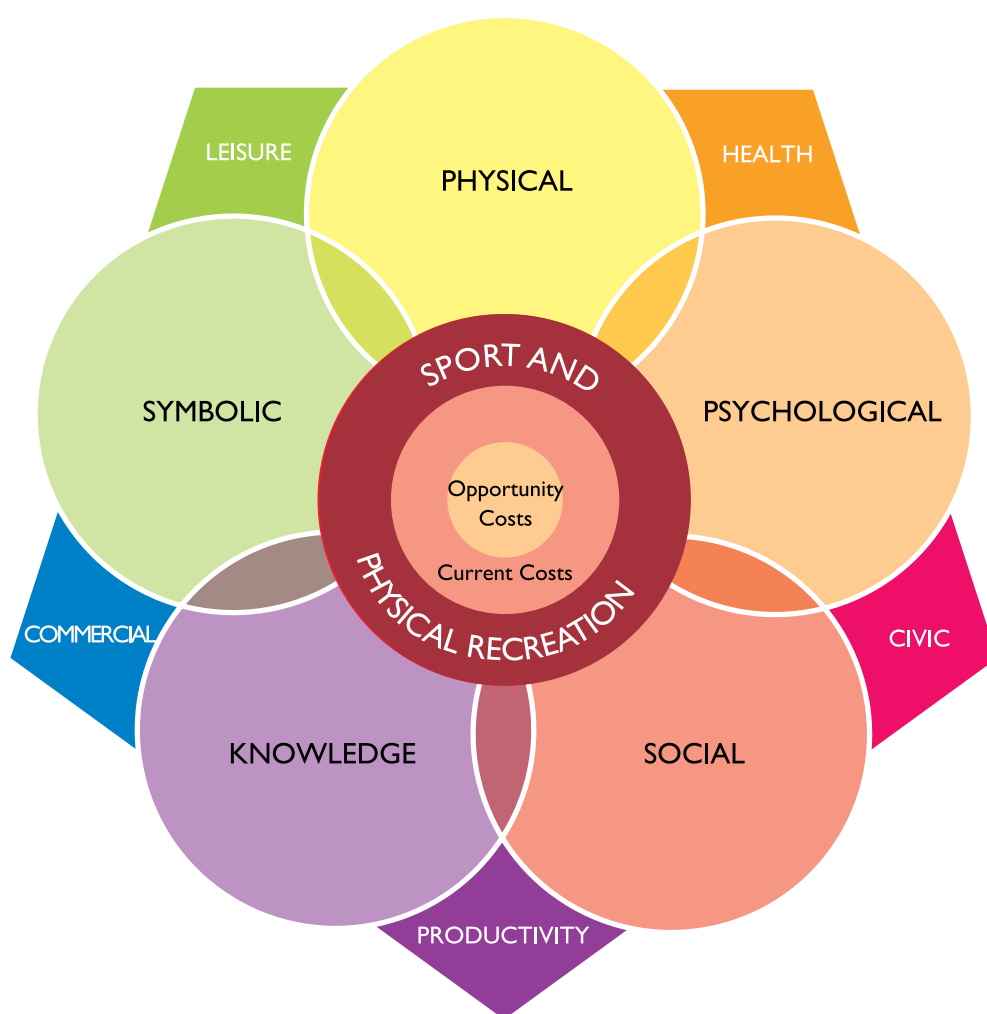 LEISURE
HEALTH
PHYSICAL
SYMBOLIC
PSYCHOLOGICAL
SPORT AND
Opportunity
Costs
Current Costs
PHYSICAL RECREATION
COMMERCIAL
CIVIC
KNOWLEDGE
SOCIAL
PRODUCTIVITY